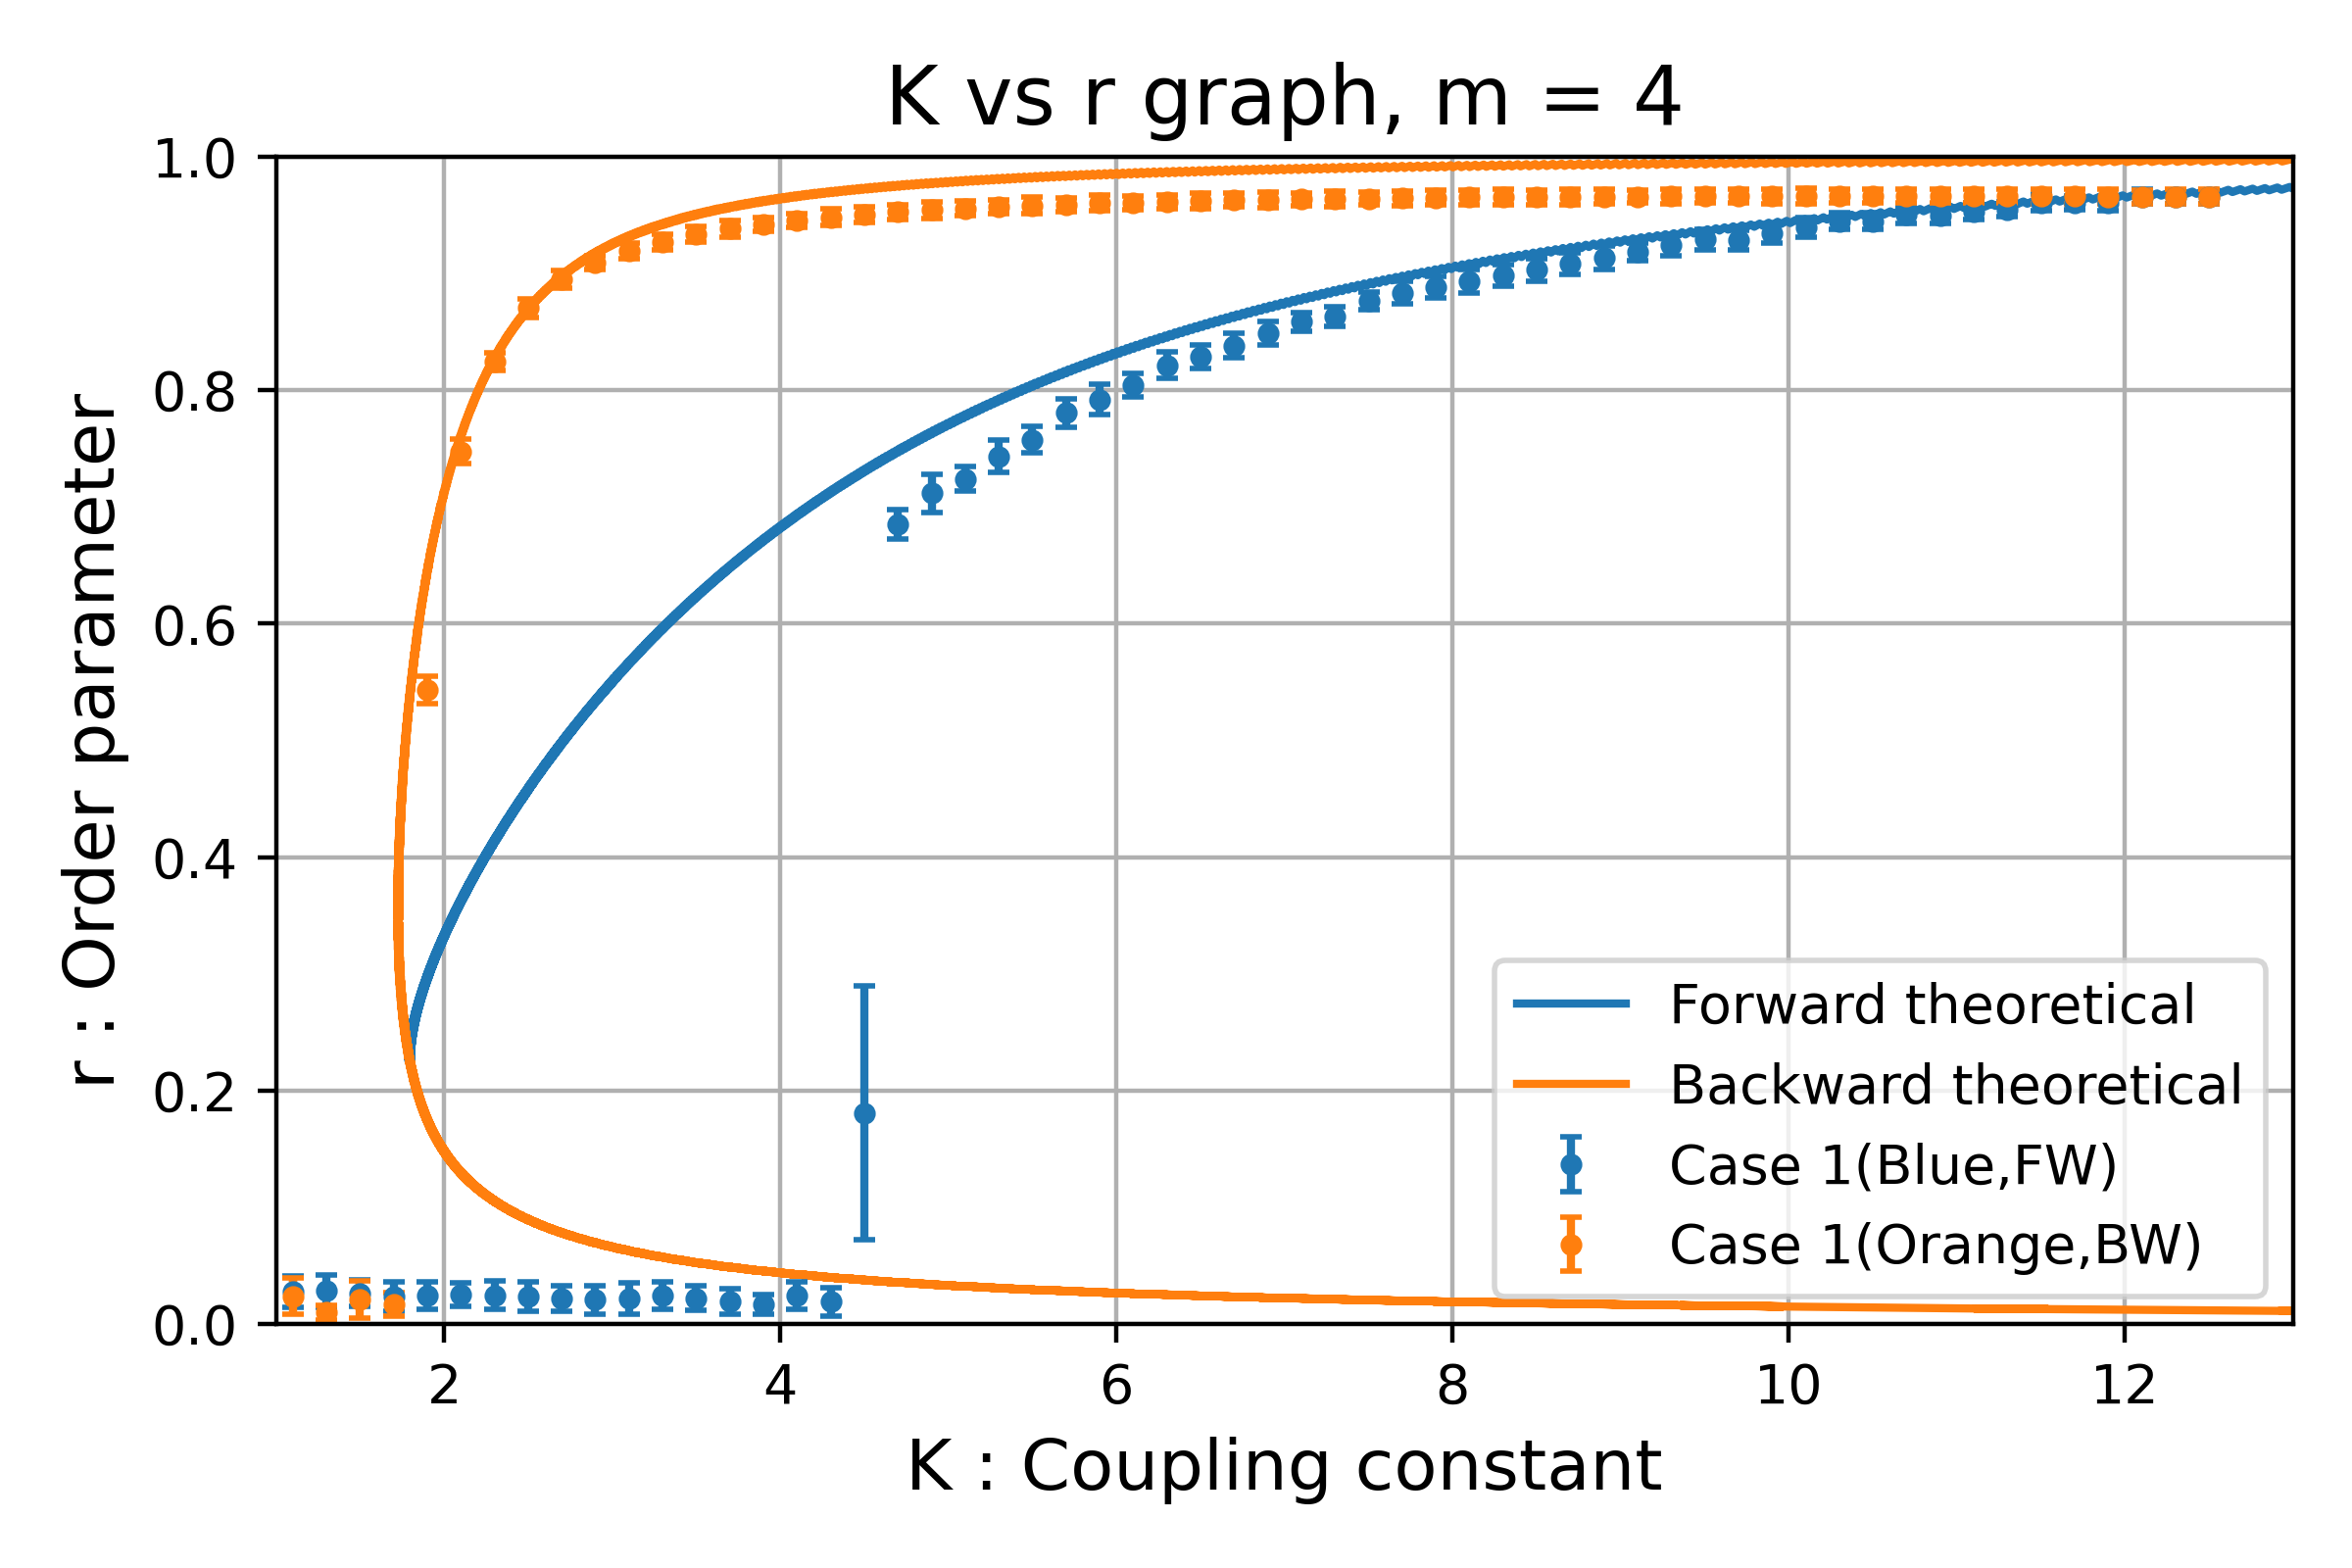 K vs r graph, m = 4
1.0
0.8
0.6
0.4
0.2
0.0
r : Order parameter
Forward theoretical
Backward theoretical
Case 1(Blue,FW)
Case 1(Orange,BW)
2 4 6 8 10 12
K : Coupling constant